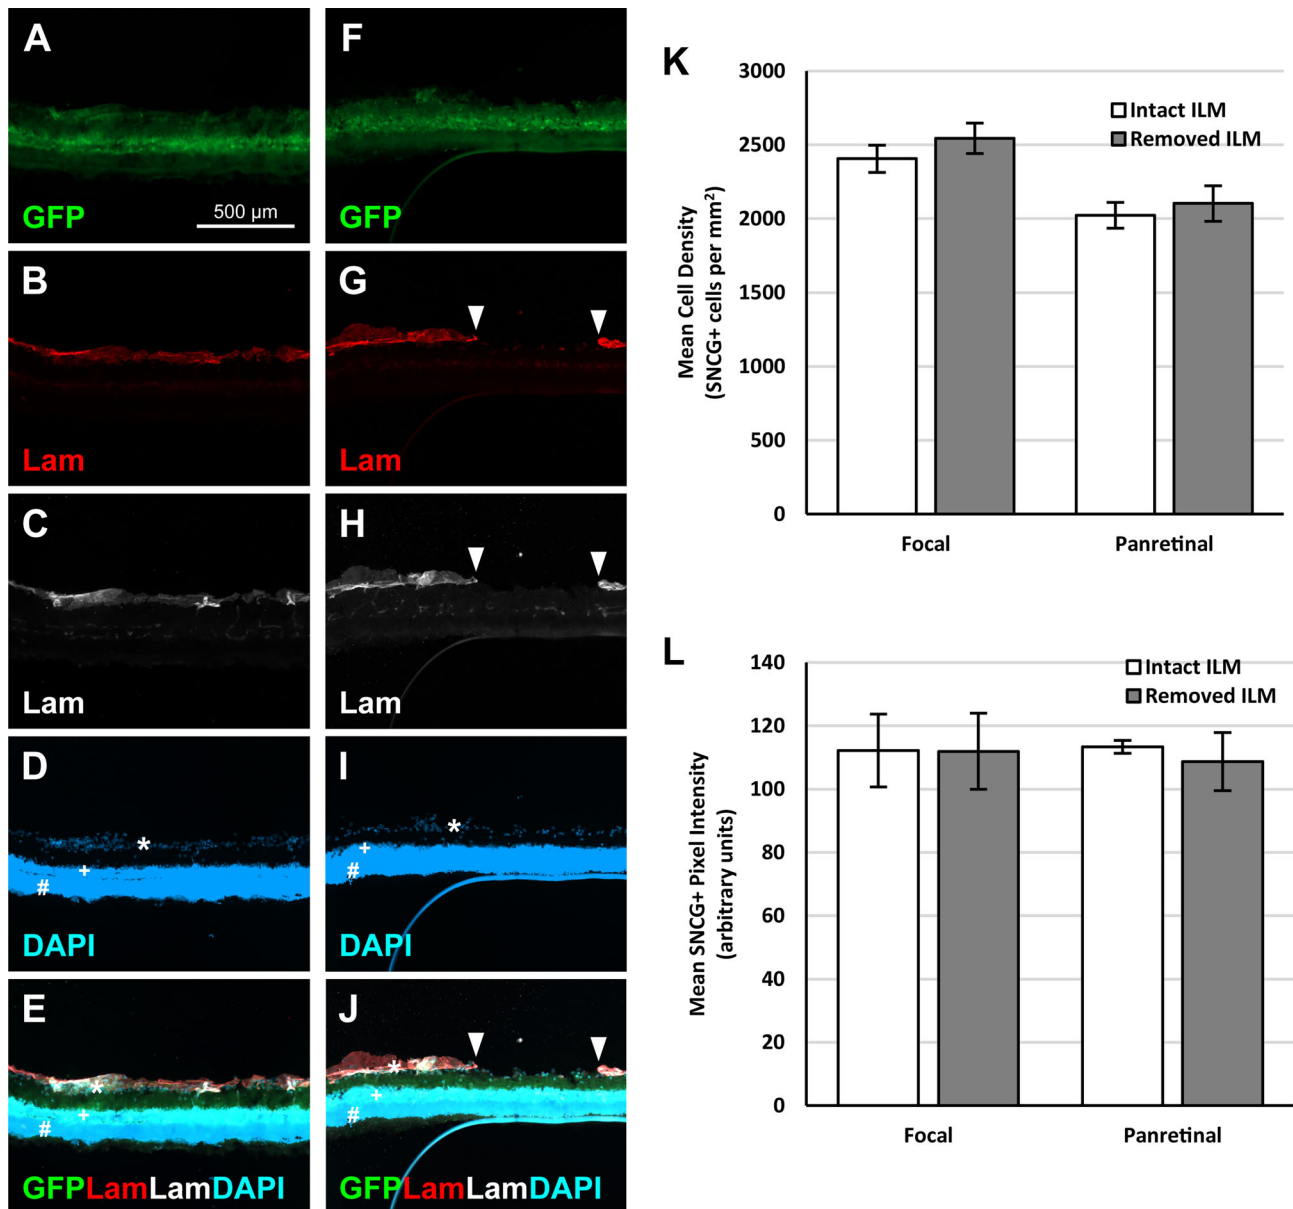 A
GFP
500 µm
B
Lam
C
Lam
D
*
+
#
DAPI
E
*
+
#
GFPLamLamDAPI
F
GFP
G
Lam
H
Lam
I
*
+
#
DAPI
J
*
+
#
GFPLamLamDAPI
K
Mean Cell Density
(SNCG+ cells per mm²)
3000
2500
2000
1500
1000
500
0
Intact ILM
Removed ILM
Focal
Panretinal
L
Mean SNCG+ Pixel Intensity
(arbitrary units)
140
120
100
80
60
40
20
0
Intact ILM
Removed ILM
Focal
Panretinal